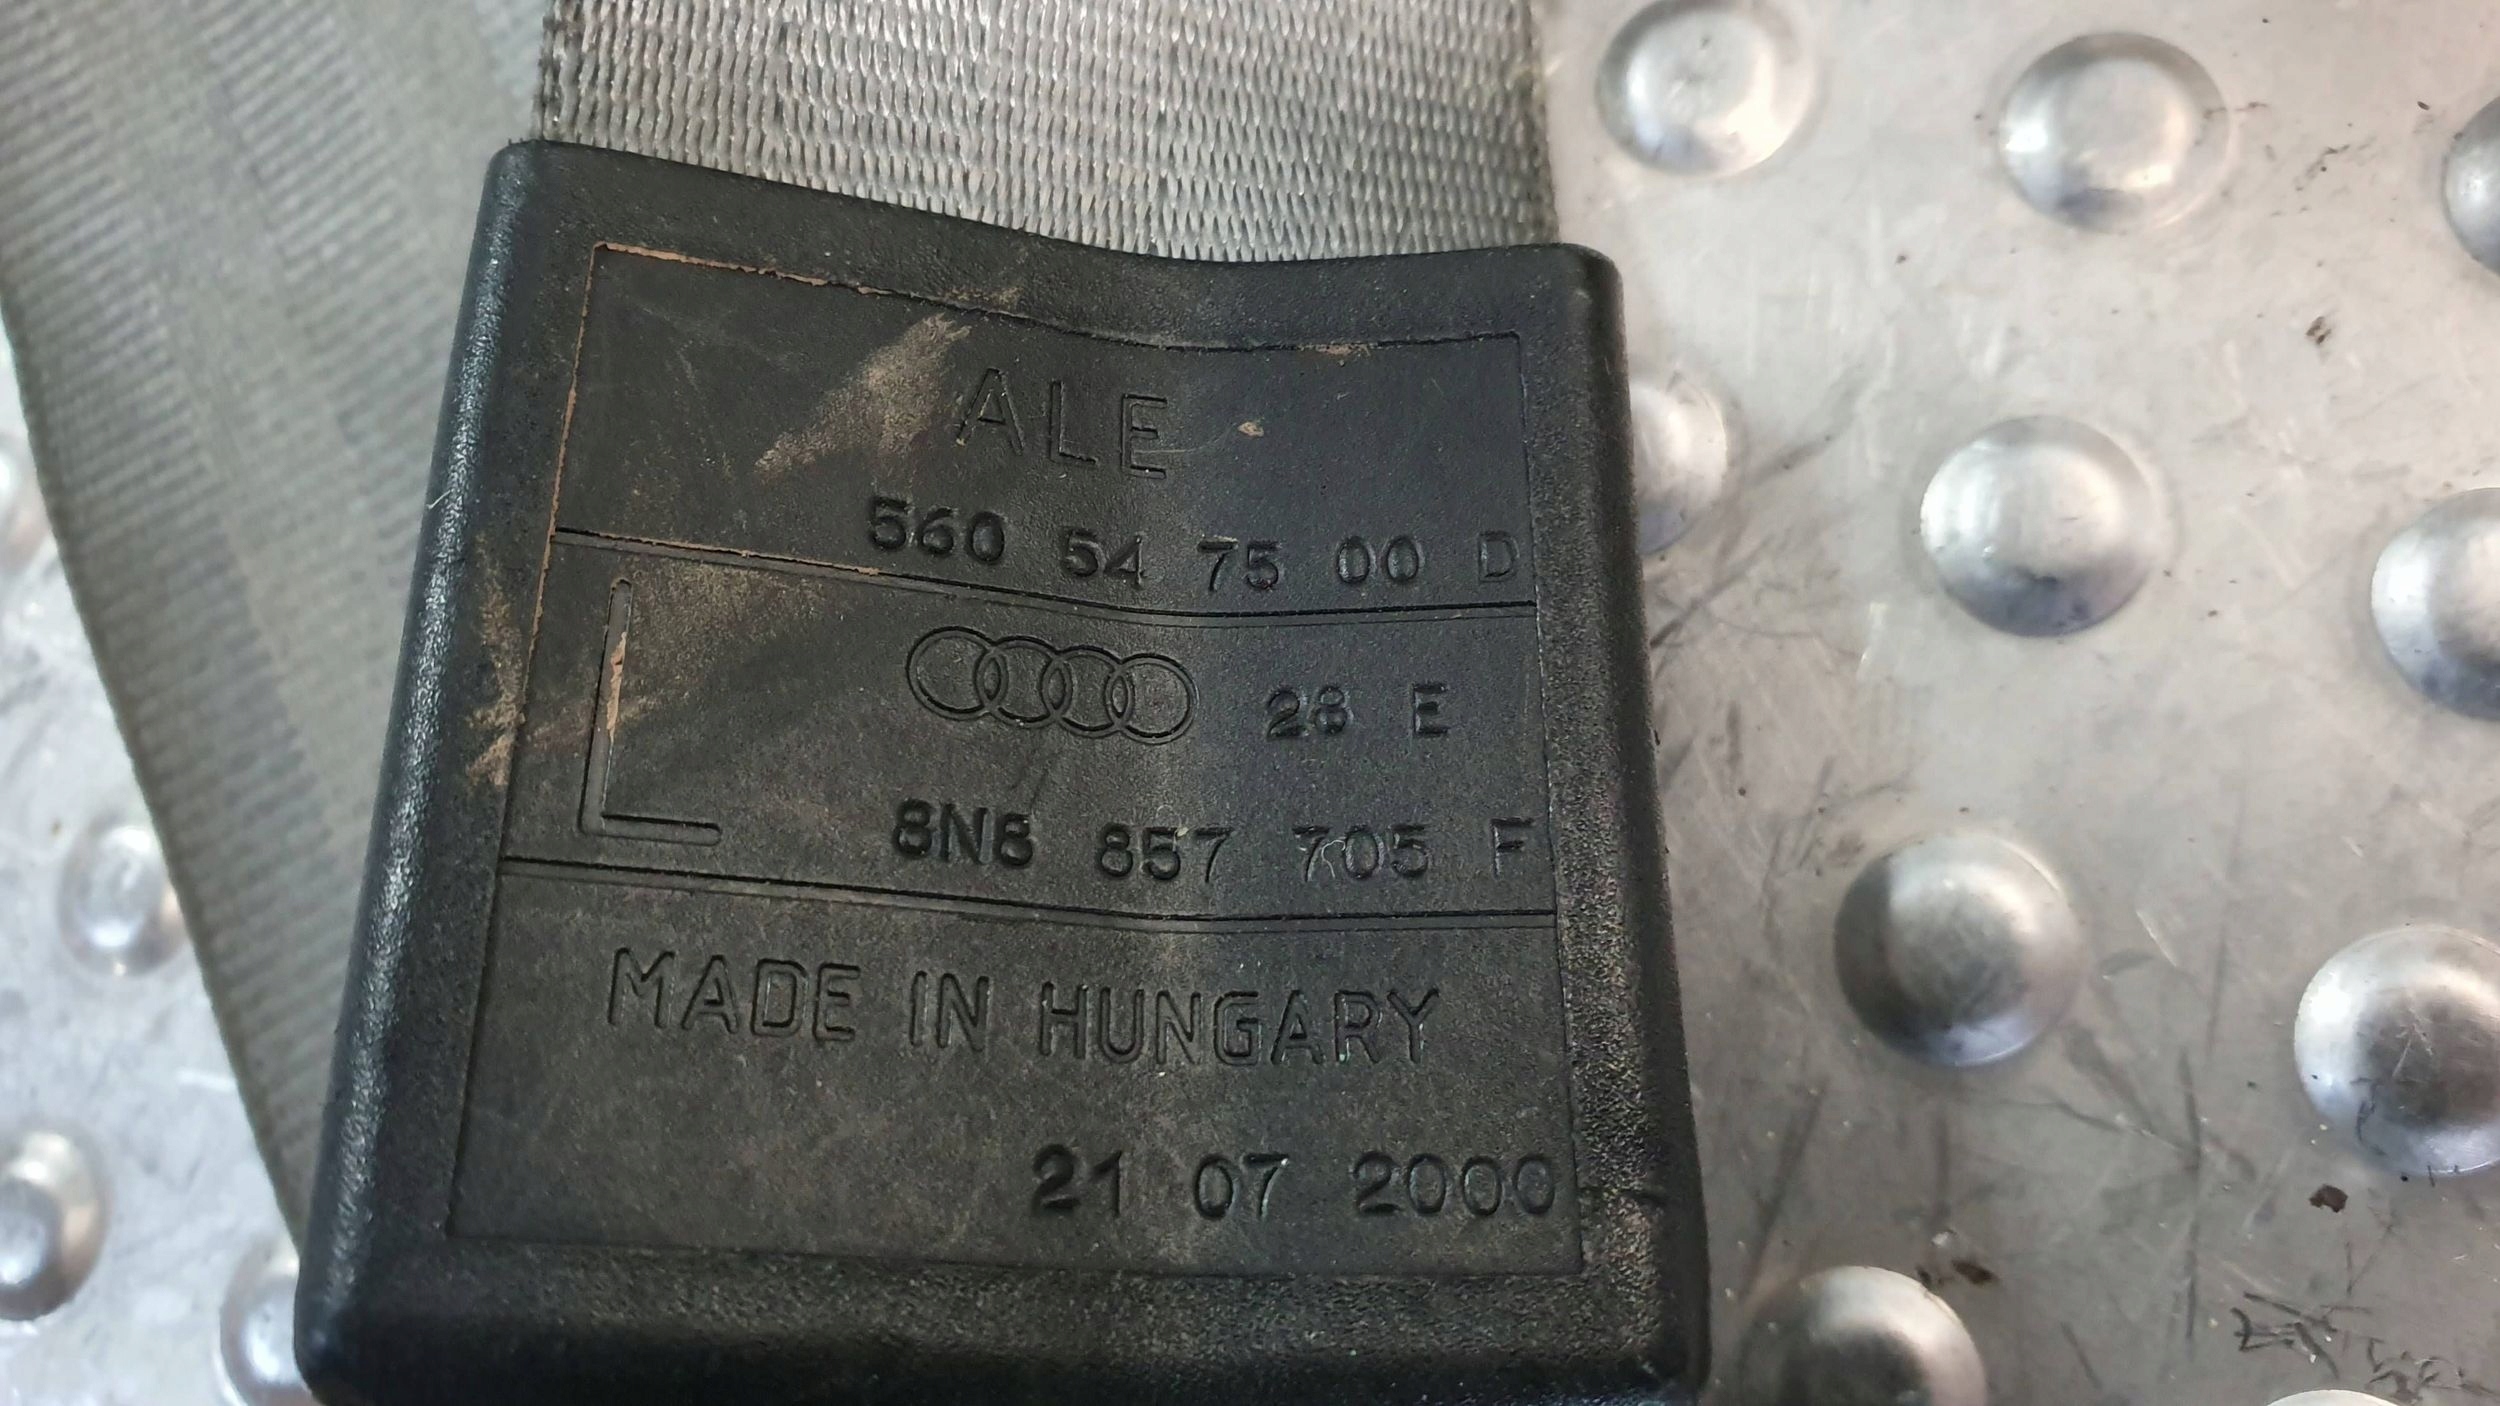 ALE
560 54 75 00 D
L
28 E
8N8 857 705 F
MADE IN HUNGARY
21 07 2000